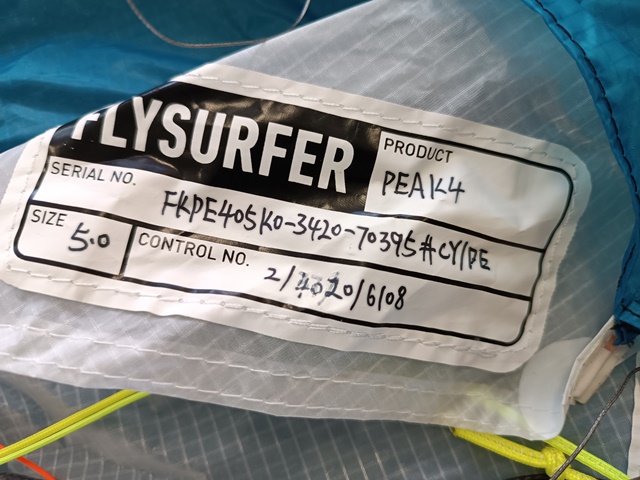 FLYSURFER
PRODUCT
PEAK4
SERIAL NO.
FKPE405K0-3420-70395#CY/PE
SIZE
5.0
CONTROL NO.